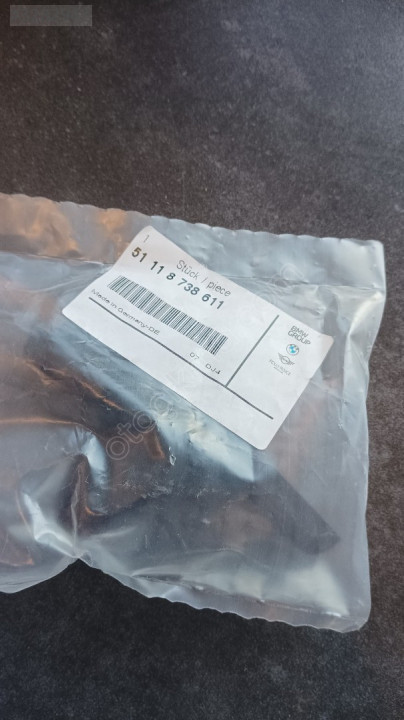 1
Stück / piece
51 11 8 738 611
Made in Germany-DE
BMW
GROUP